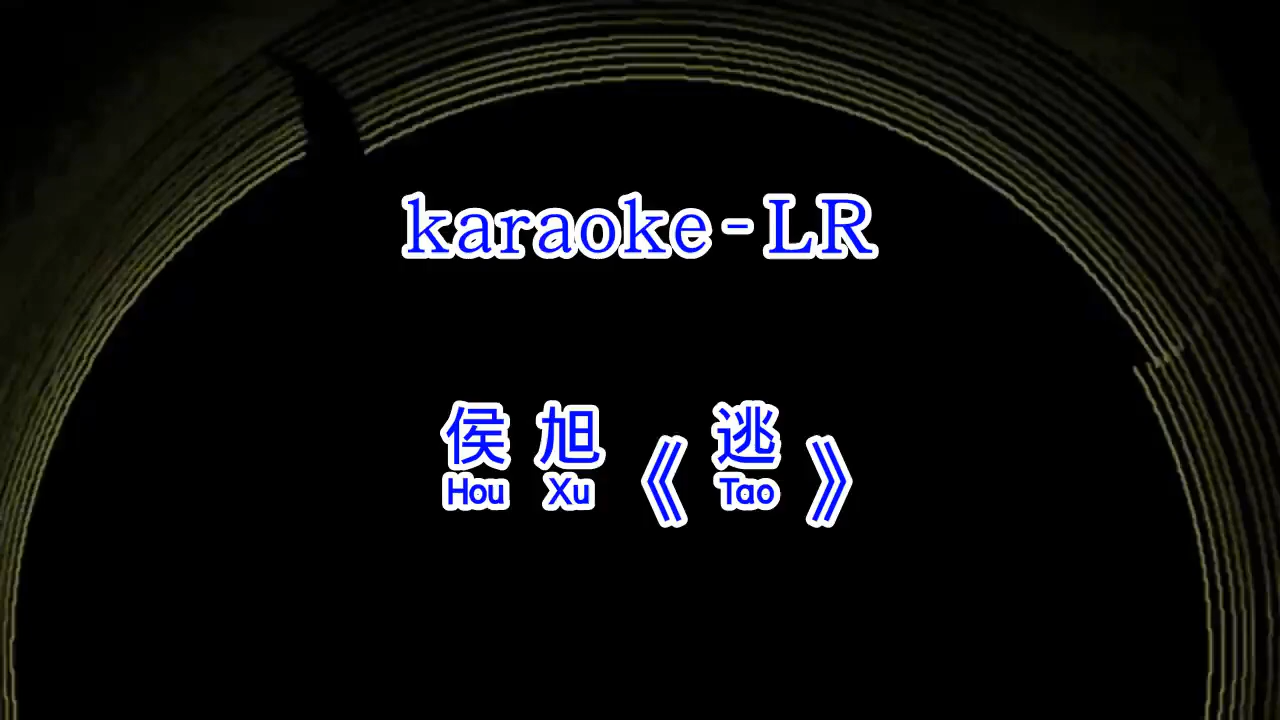 karaoke-LR
侯 旭 《 逃 》
Hou Xu Tao